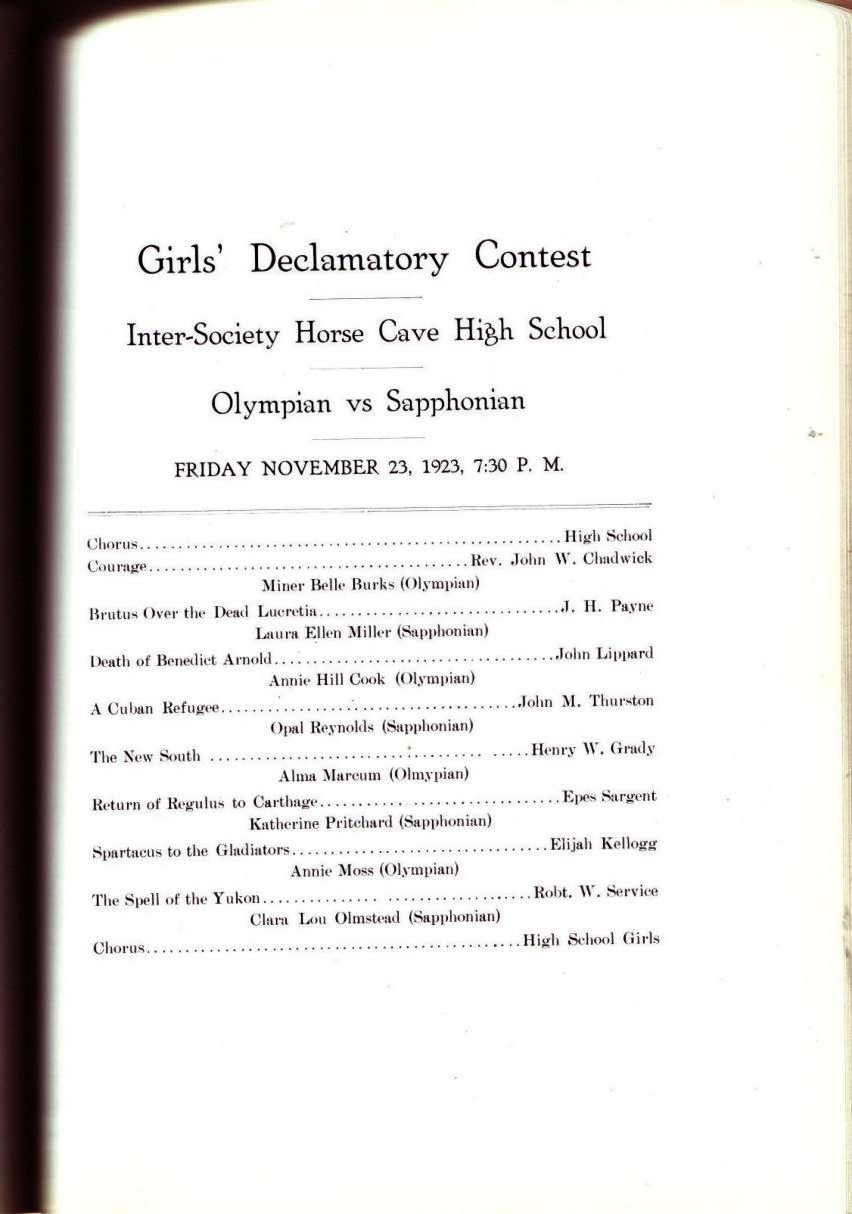 Girls' Declamatory Contest
Inter-Society Horse Cave High School
Olympian vs Sapphonian
FRIDAY NOVEMBER 23, 1923, 7:30 P. M.
Chorus......................................................High School
Courage.........................................Rev. John W. Chadwick
Miner Belle Burks (Olympian)
Brutus Over the Dead Lucretia...............................J. H. Payne
Laura Ellen Miller (Sapphonian)
Death of Benedict Arnold....................................John Lippard
Annie Hill Cook (Olympian)
A Cuban Refugee......................................John M. Thurston
Opal Reynolds (Sapphonian)
The New South ................................... .....Henry W. Grady
Alma Marcum (Olmypian)
Return of Regulus to Carthage........... ...................Epes Sargent
Katherine Pritchard (Sapphonian)
Spartacus to the Gladiators.................................Elijah Kellogg
Annie Moss (Olympian)
The Spell of the Yukon............... ...................Robt. W. Service
Clara Lou Olmstead (Sapphonian)
Chorus................................................High School Girls